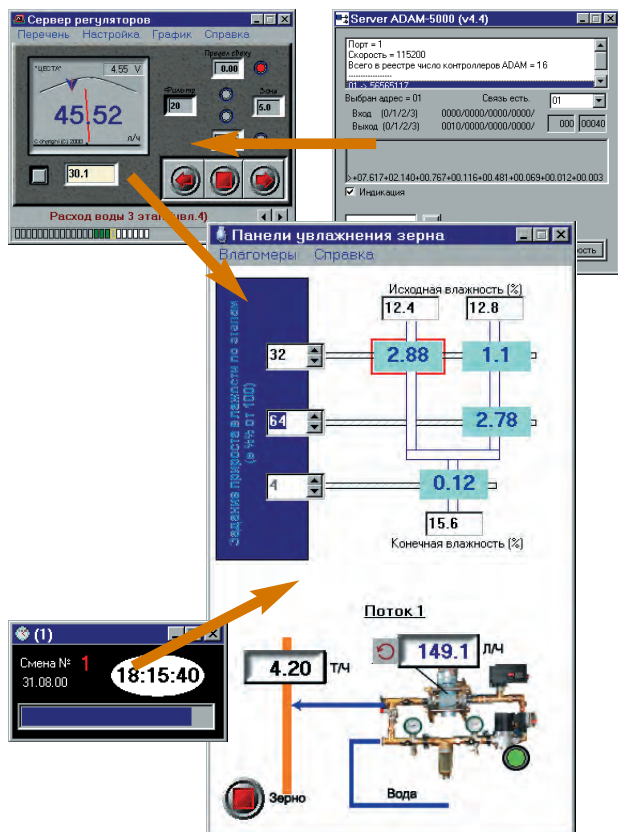 Сервер регуляторов
Перечень Настройка График Справка
"ЦЕСТА"
4.55 V
45.52
л/ч
Предел сверху
0.00
Фильтр
20
Зона
5.0
30.1
Расход воды 3 этап
Server ADAM-5000 (v4.4)
Порт = 1
Скорость = 115200
Всего в реестре число контроллеров ADAM = 16
-----------------
01 -> 56565117
Выбран адрес = 01 Связь есть. 01
Вход (0/1/2/3) 0000/0000/0000/0000/
Выход (0/1/2/3) 0010/0000/0000/0000/ 000 00040
>+07.617+02.140+00.767+00.116+00.481+00.069+00.012+00.003
Индикация
Панели увлажнения зерна
Влагомеры Справка
Исходная влажность (%)
12.4 12.8
Задание прироста влажности по этапам
(в %% от 100)
32 2.88 1.1
64 2.78
4 0.12
15.6
Конечная влажность (%)
Поток 1
4.20 т/ч
149.1 л/ч
Зерно
Вода
(1)
Смена № 1
31.08.00
18:15:40